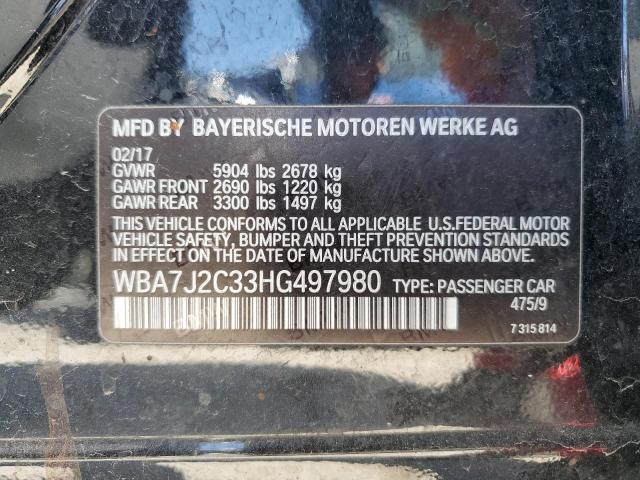 MFD BY BAYERISCHE MOTOREN WERKE AG
02/17
GVWR 5904 lbs 2678 kg
GAWR FRONT 2690 lbs 1220 kg
GAWR REAR 3300 lbs 1497 kg
THIS VEHICLE CONFORMS TO ALL APPLICABLE U.S.FEDERAL MOTOR
VEHICLE SAFETY, BUMPER AND THEFT PREVENTION STANDARDS
IN EFFECT ON THE DATE OF MANUFACTURE SHOWN ABOVE
WBA7J2C33HG497980 TYPE: PASSENGER CAR
475/9
7 315 814